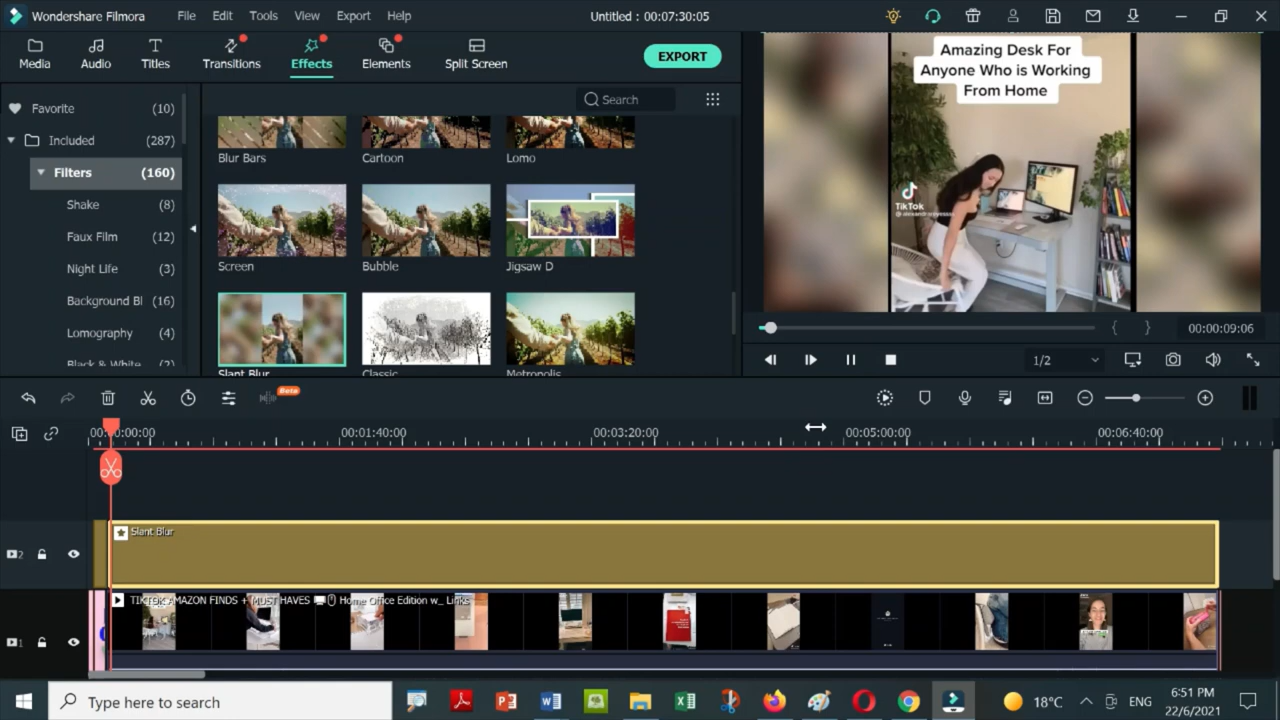 Wondershare Filmora
File
Edit
Tools
View
Export
Help
Untitled : 00:07:30:05
Media
Audio
Titles
Transitions
Effects
Elements
Split Screen
EXPORT
Favorite (10)
Included (287)
Filters (160)
Shake (8)
Faux Film (12)
Night Life (3)
Background Bl (16)
Lomography (4)
Black & White (2)
Search
Blur Bars
Cartoon
Lomo
Screen
Bubble
Jigsaw D
Slant Blur
Classic
Metropolis
Amazing Desk For
Anyone Who is Working
From Home
TikTok
00:00:09:06
1/2
Beta
00:00:00:00
00:01:40:00
00:03:20:00
00:05:00:00
00:06:40:00
Slant Blur
2
TIKTOK AMAZON FINDS + MUST HAVES 🖥️🖱️ Home Office Edition w_ Links
1
Type here to search
18°C
ENG
6:51 PM
22/6/2021